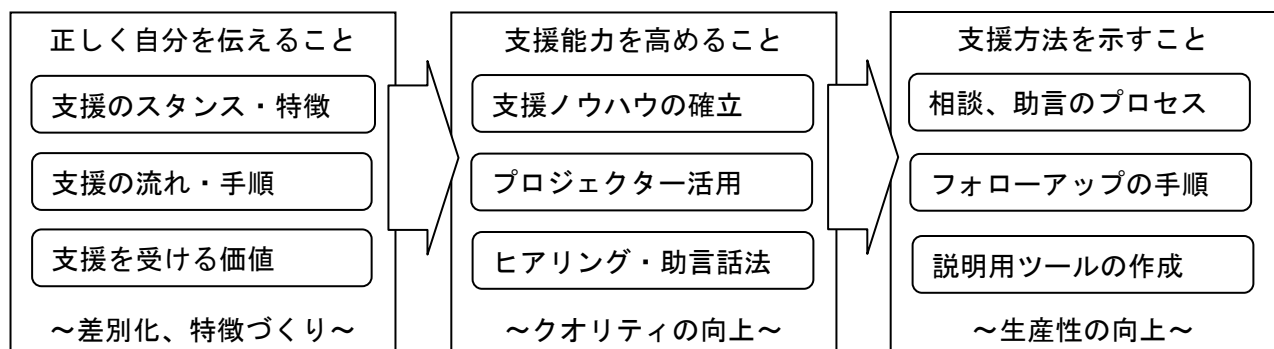 正しく自分を伝えること
支援のスタンス・特徴
支援の流れ・手順
支援を受ける価値
～差別化、特徴づくり～
支援能力を高めること
支援ノウハウの確立
プロジェクター活用
ヒアリング・助言話法
～クオリティの向上～
支援方法を示すこと
相談、助言のプロセス
フォローアップの手順
説明用ツールの作成
～生産性の向上～